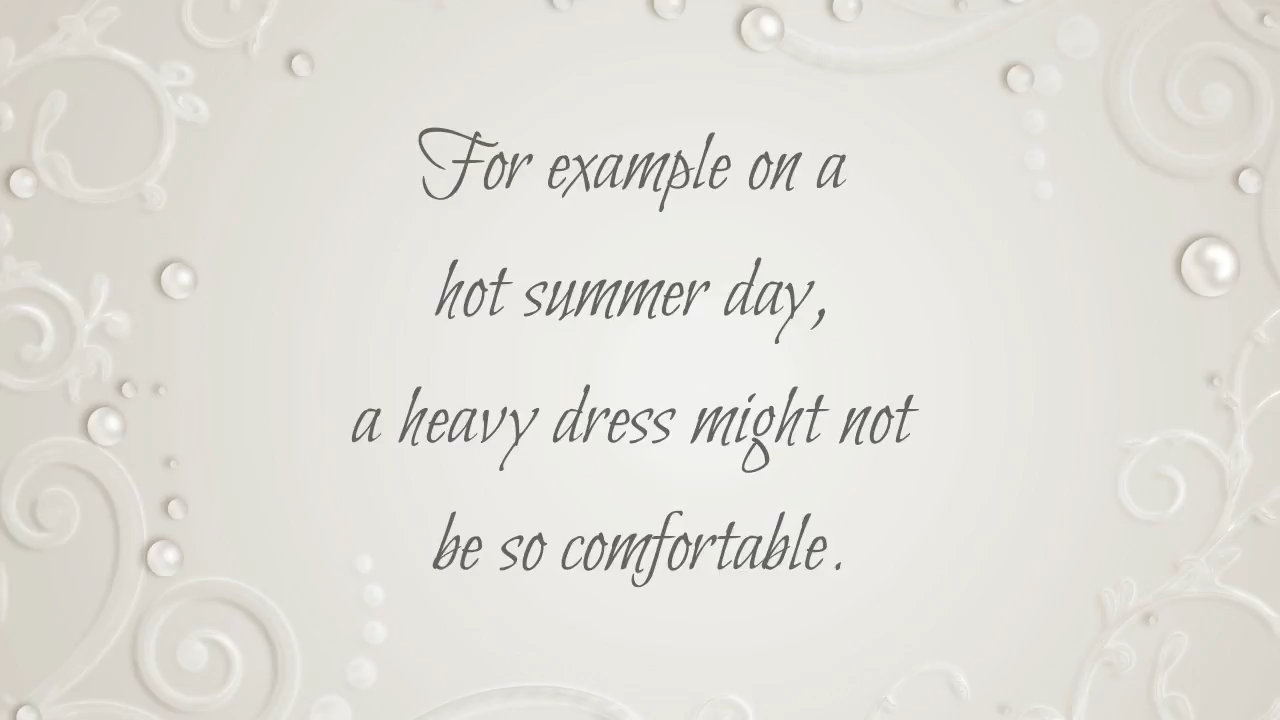 For example on a
hot summer day,
a heavy dress might not
be so comfortable.